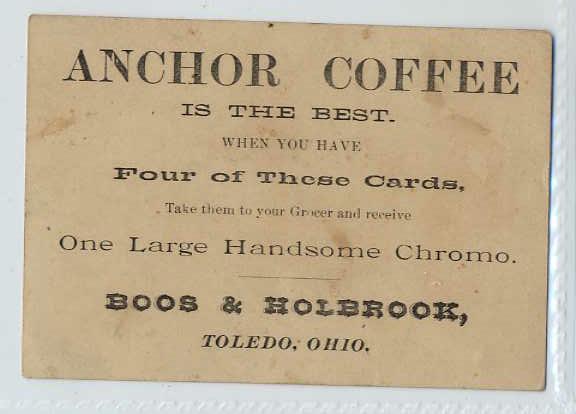 ANCHOR COFFEE
IS THE BEST.
WHEN YOU HAVE
Four of These Cards,
Take them to your Grocer and receive
One Large Handsome Chromo.
BOOS & HOLBROOK,
TOLEDO, OHIO.